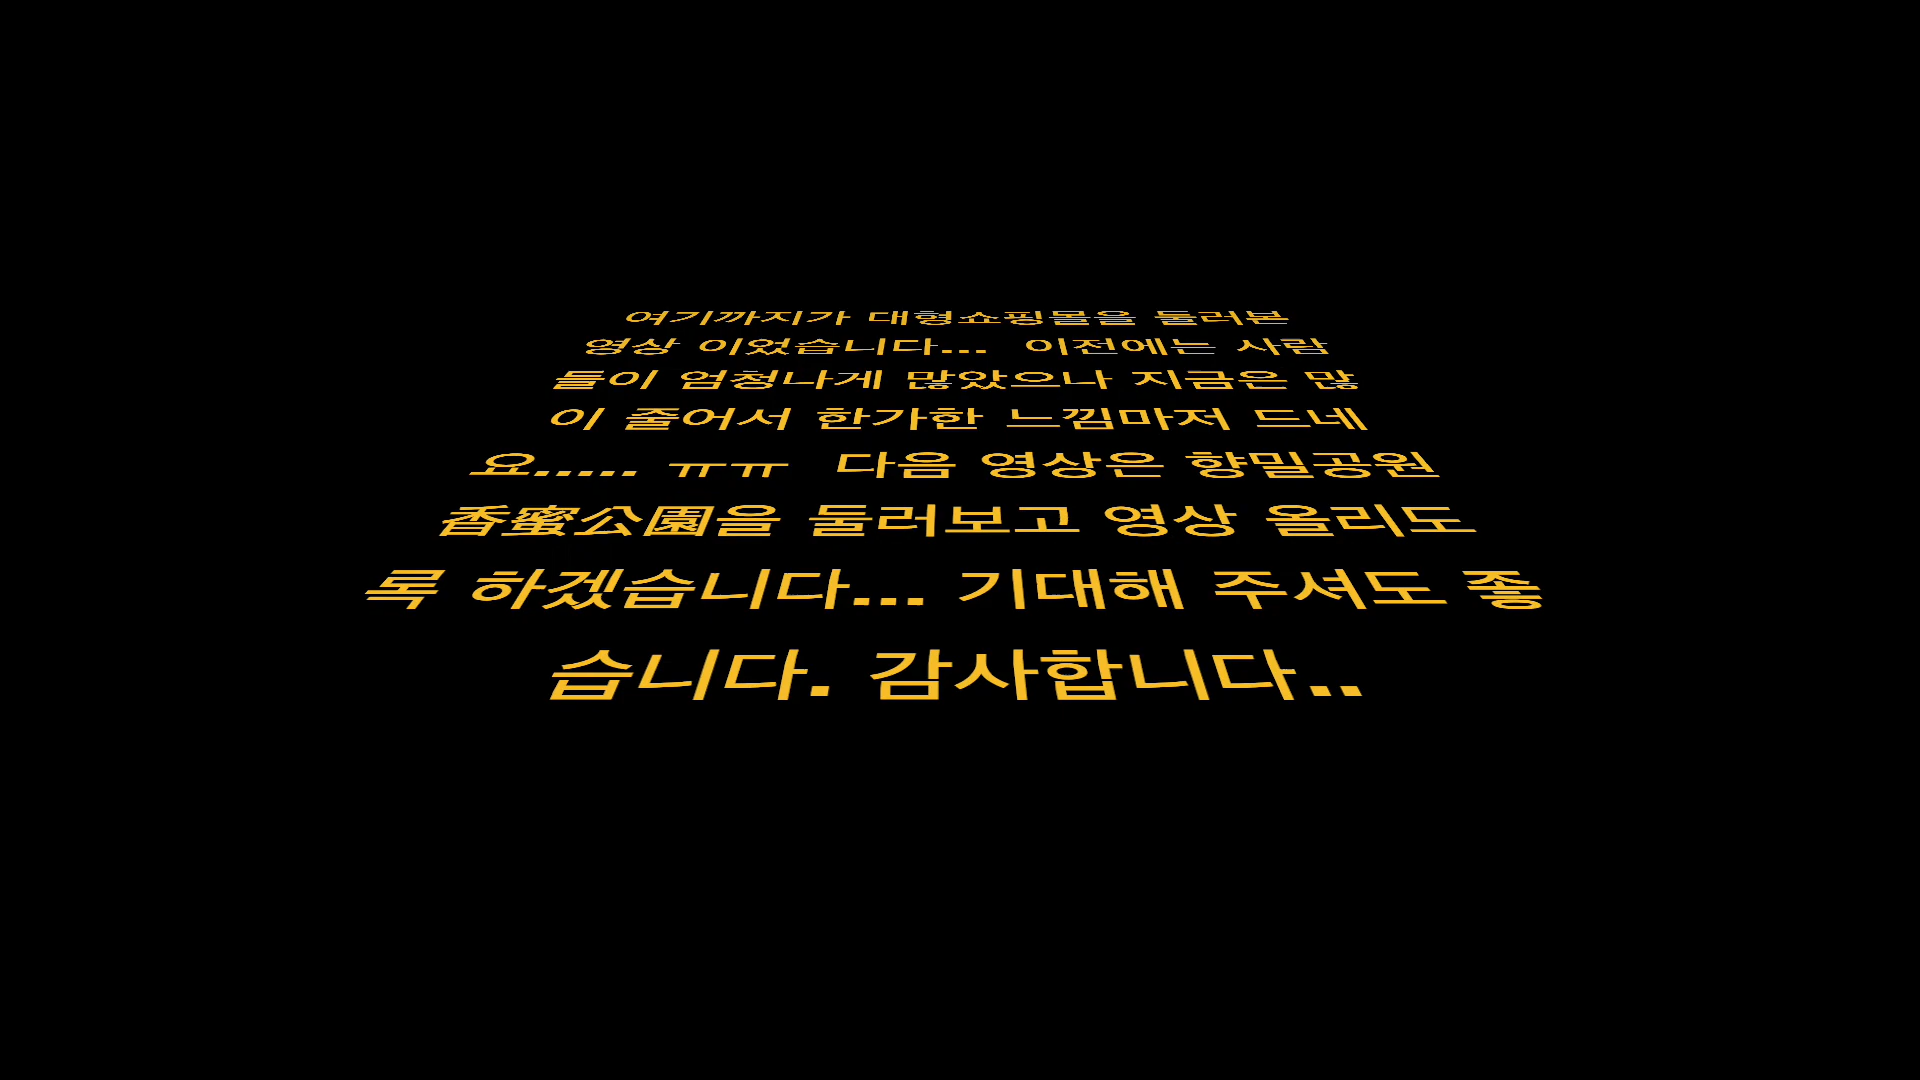 여기까지가 대형쇼핑몰을 둘러본
영상 이었습니다... 이전에는 사람
들이 엄청나게 많았으나 지금은 많
이 줄어서 한가한 느낌마저 드네
요..... ㅠㅠ 다음 영상은 향밀공원
香蜜公園을 둘러보고 영상 올리도
록 하겠습니다... 기대해 주셔도 좋
습니다. 감사합니다..